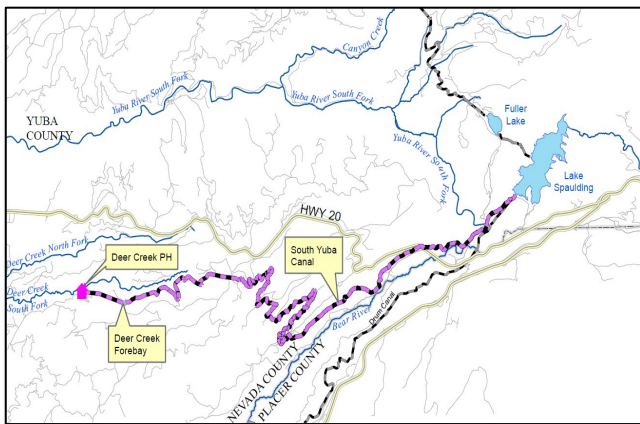 Canyon Creek
Yuba River South Fork
Yuba River South Fork
YUBA
COUNTY
Fuller
Lake
Yuba River South
Fork
Lake
Spaulding
HWY 20
Deer Creek North Fork
Deer Creek PH
South Yuba
Canal
Deer Creek
South Fork
Bear River
Drum Canal
Deer Creek
Forebay
NEVADA COUNTY
PLACER COUNTY